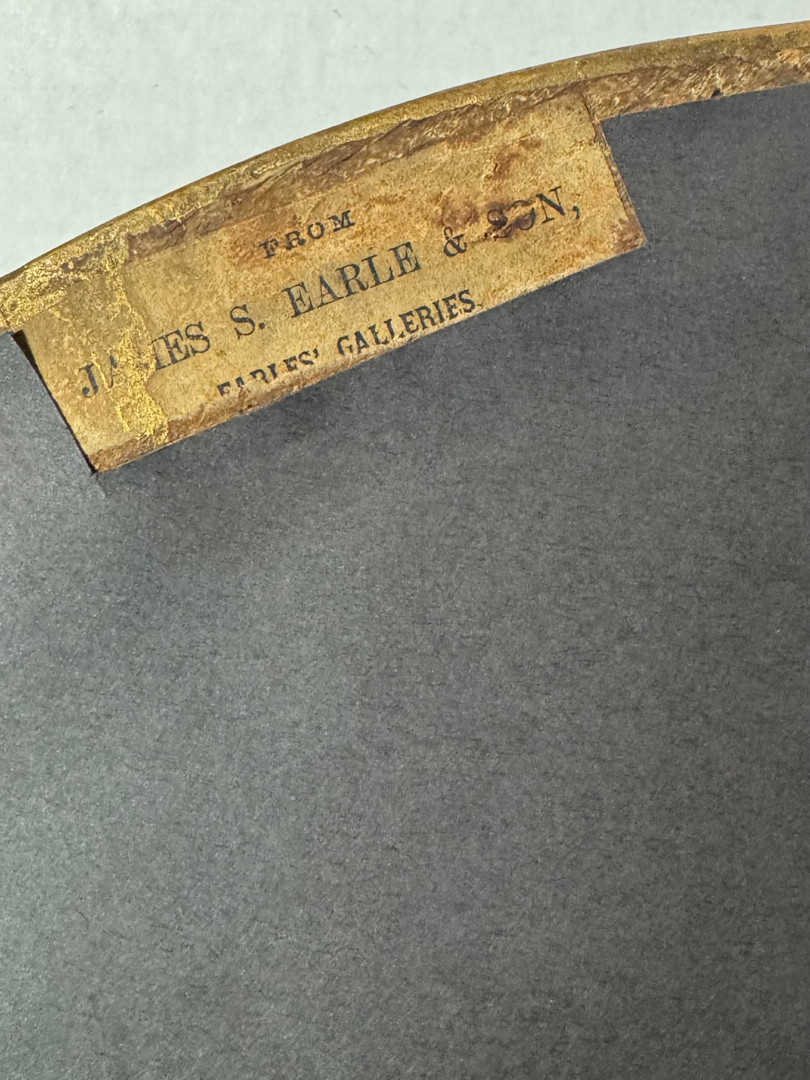 FROM
JAMES S. EARLE & SON,
EARLES' GALLERIES